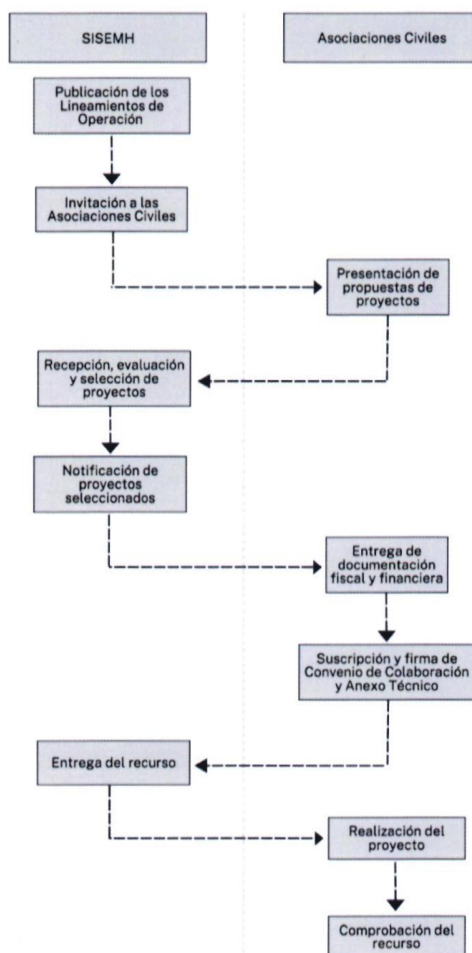 SISEMH
Asociaciones Civiles
Publicación de los
Lineamientos de
Operación
Invitación a las
Asociaciones Civiles
Presentación de
propuestas de
proyectos
Recepción, evaluación
y selección de
proyectos
Notificación de
proyectos
seleccionados
Entrega de
documentación
fiscal y financiera
Suscripción y firma de
Convenio de Colaboración
y Anexo Técnico
Entrega del recurso
Realización del
proyecto
Comprobación del
recurso